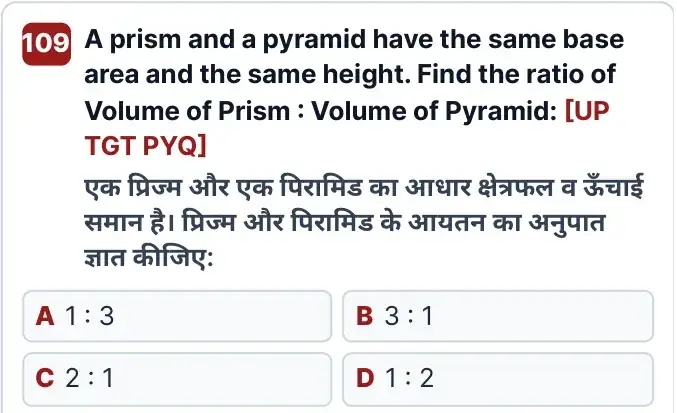 109 A prism and a pyramid have the same base
area and the same height. Find the ratio of
Volume of Prism : Volume of Pyramid: [UP
TGT PYQ]
एक प्रिज्म और एक पिरामिड का आधार क्षेत्रफल व ऊँचाई
समान है। प्रिज्म और पिरामिड के आयतन का अनुपात
ज्ञात कीजिए:
A 1 : 3
B 3 : 1
C 2 : 1
D 1 : 2